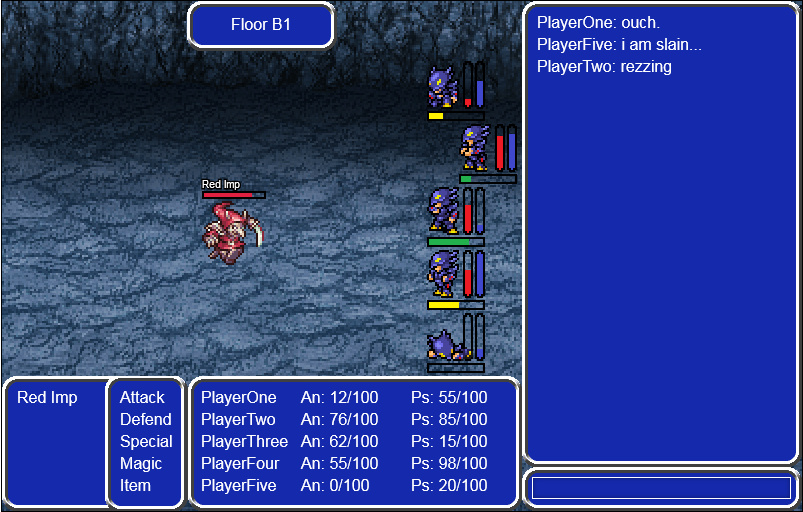 Floor B1
PlayerOne: ouch.
PlayerFive: i am slain...
PlayerTwo: rezzing
Red Imp
Red Imp
Attack
Defend
Special
Magic
Item
PlayerOne An: 12/100 Ps: 55/100
PlayerTwo An: 76/100 Ps: 85/100
PlayerThree An: 62/100 Ps: 15/100
PlayerFour An: 55/100 Ps: 98/100
PlayerFive An: 0/100 Ps: 20/100